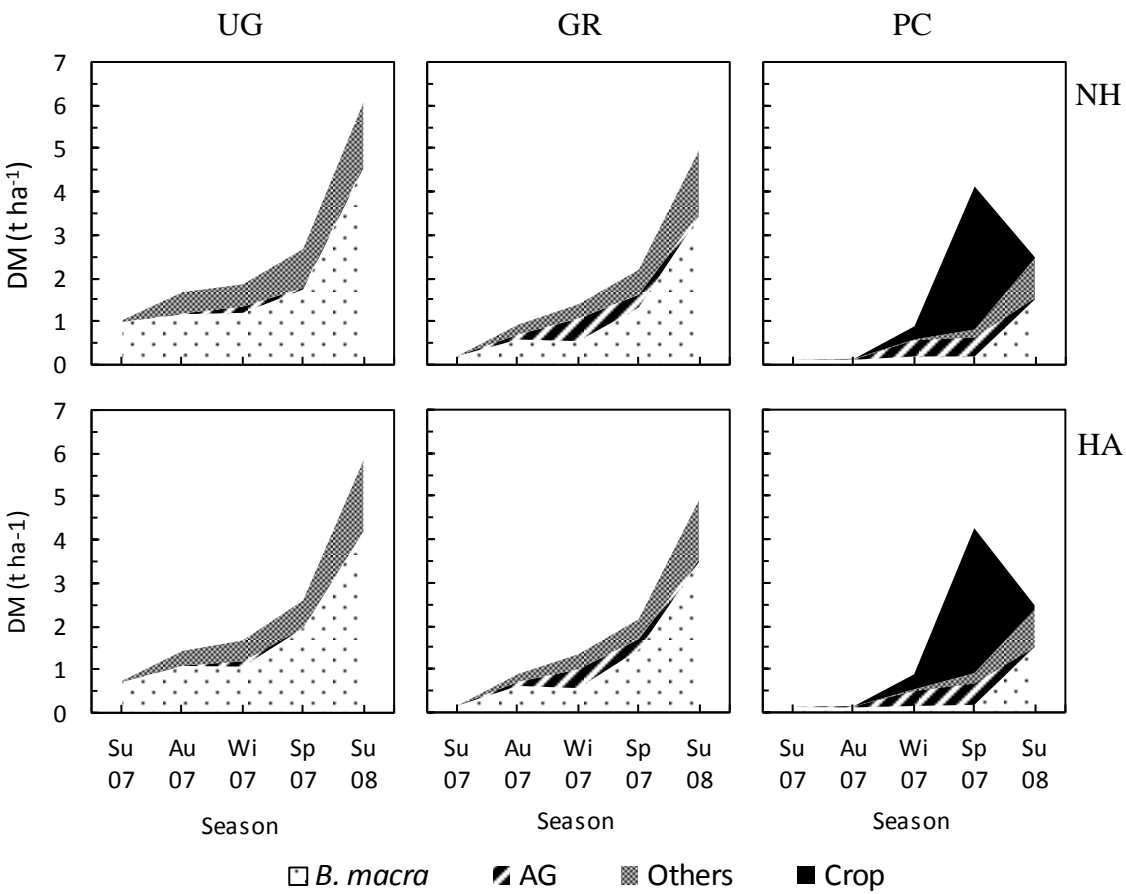 UG GR PC
NH
7
6
5
4
3
2
1
0
DM (t ha-1)
HA
7
6
5
4
3
2
1
0
DM (t ha-1)
Su Au Wi Sp Su Su Au Wi Sp Su Su Au Wi Sp Su
07 07 07 07 08 07 07 07 07 08 07 07 07 07 08
Season Season Season
B. macra AG Others Crop